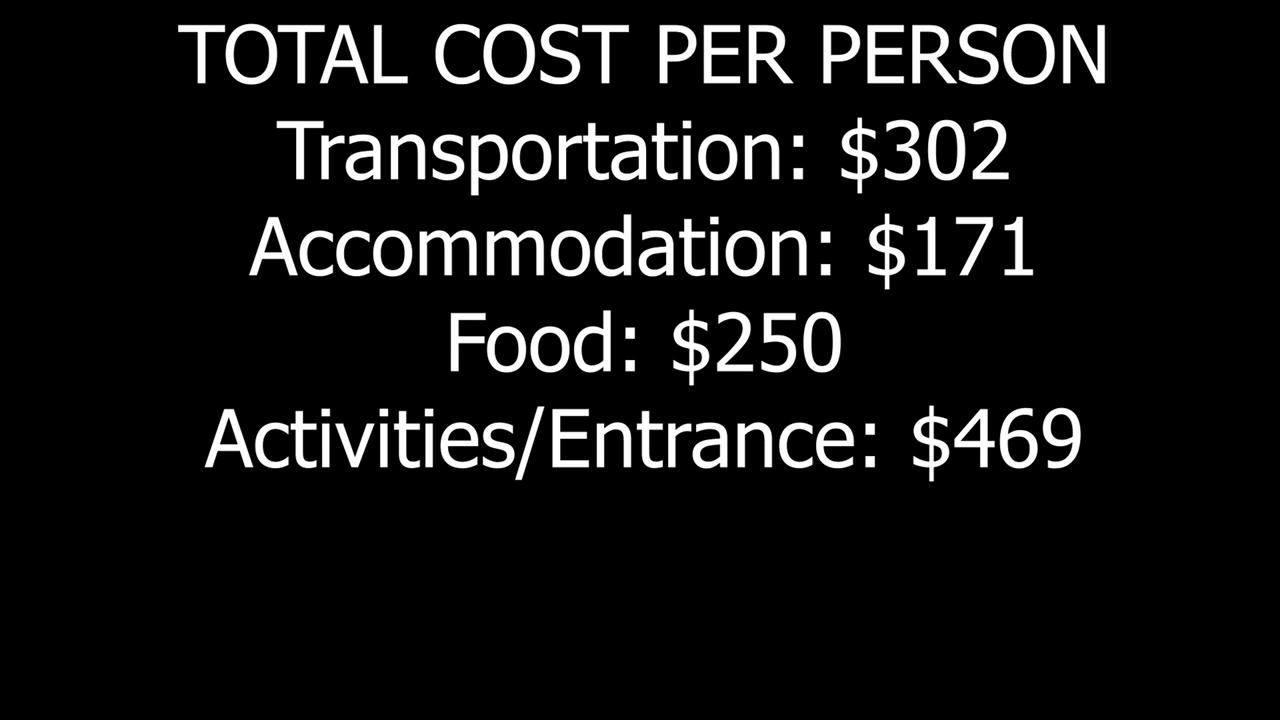 TOTAL COST PER PERSON
Transportation: $302
Accommodation: $171
Food: $250
Activities/Entrance: $469